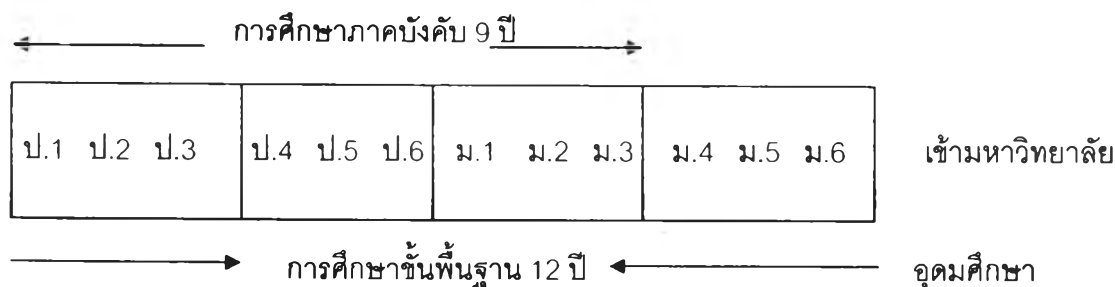 การศึกษาภาคบังคับ 9 ปี
ป.1 ป.2 ป.3 ป.4 ป.5 ป.6 ม.1 ม.2 ม.3 ม.4 ม.5 ม.6 เข้ามหาวิทยาลัย
การศึกษาขั้นพื้นฐาน 12 ปี อุดมศึกษา